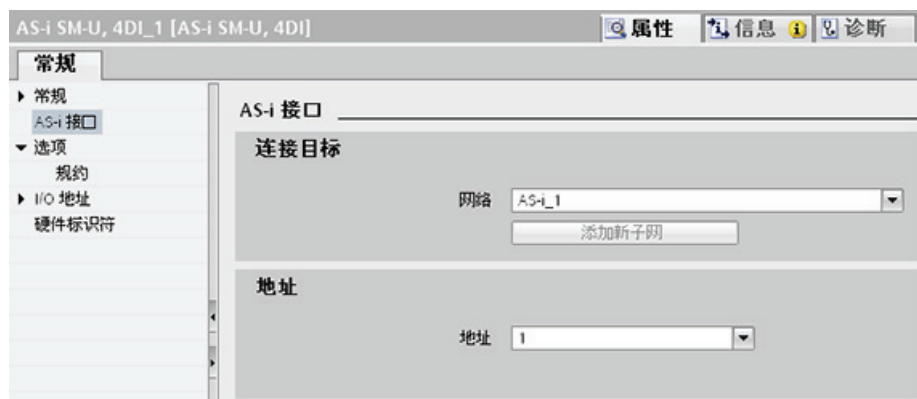 AS-i SM-U, 4DI_1 [AS-i SM-U, 4DI]
属性
信息
诊断
常规
常规
AS-i 接口
选项
规约
I/O 地址
硬件标识符
AS-i 接口
连接目标
网络 AS-i_1
添加新子网
地址
地址 1